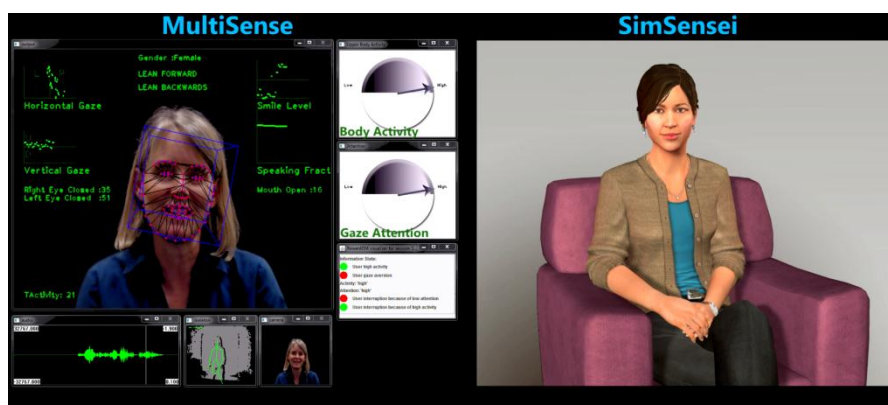 MultiSense
SimSensei
Gender :Female
LEAN FORWARD
LEAN BACKWARDS
Horizontal Gaze
Smile Level
Vertical Gaze
Speaking Fract
Right Eye Closed :35
Left Eye Closed :51
Mouth Open :16
TActivity: 21
Low
High
Body Activity
Low
High
Gaze Attention
Information State:
User high activity
User gaze aversion
Activity: 'high'
Attention: 'high'
User interruption because of low attention
User interruption because of high activity